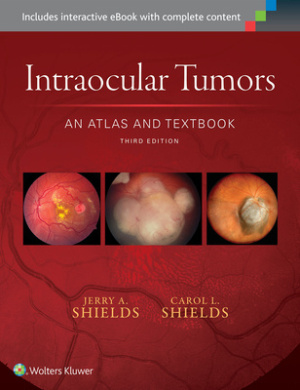 Includes interactive eBook with complete content
Intraocular Tumors
AN ATLAS AND TEXTBOOK
THIRD EDITION
JERRY A.
SHIELDS
CAROL L.
SHIELDS
Wolters Kluwer